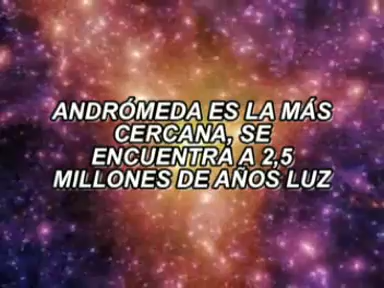 ANDRÓMEDA ES LA MÁS
CERCANA, SE
ENCUENTRA A 2,5
MILLONES DE AÑOS LUZ